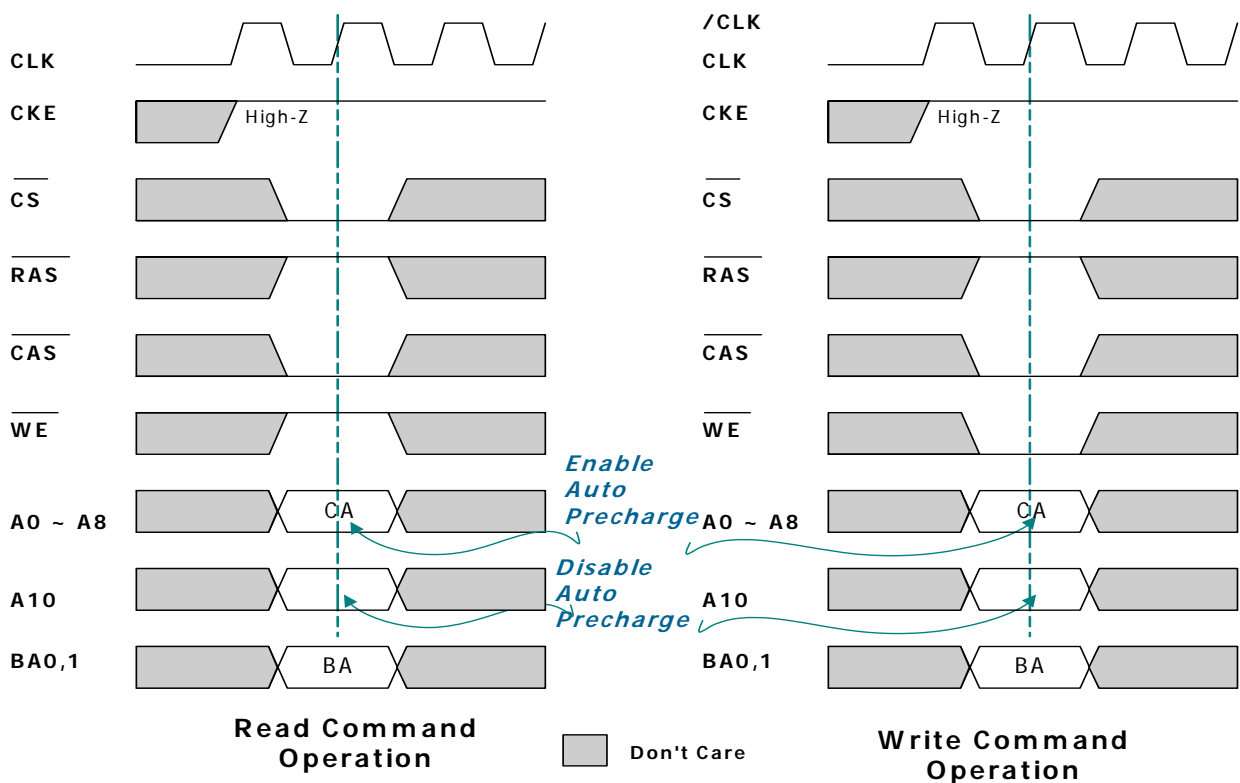 CLK
CKE
High-Z
CS
RAS
CAS
WE
A0 ~ A8
CA
A10
BA0,1
BA
Read Command
Operation
Enable
Auto
Precharge
Disable
Auto
Precharge
Don't Care
/CLK
CLK
CKE
High-Z
CS
RAS
CAS
WE
A0 ~ A8
CA
A10
BA0,1
BA
Write Command
Operation